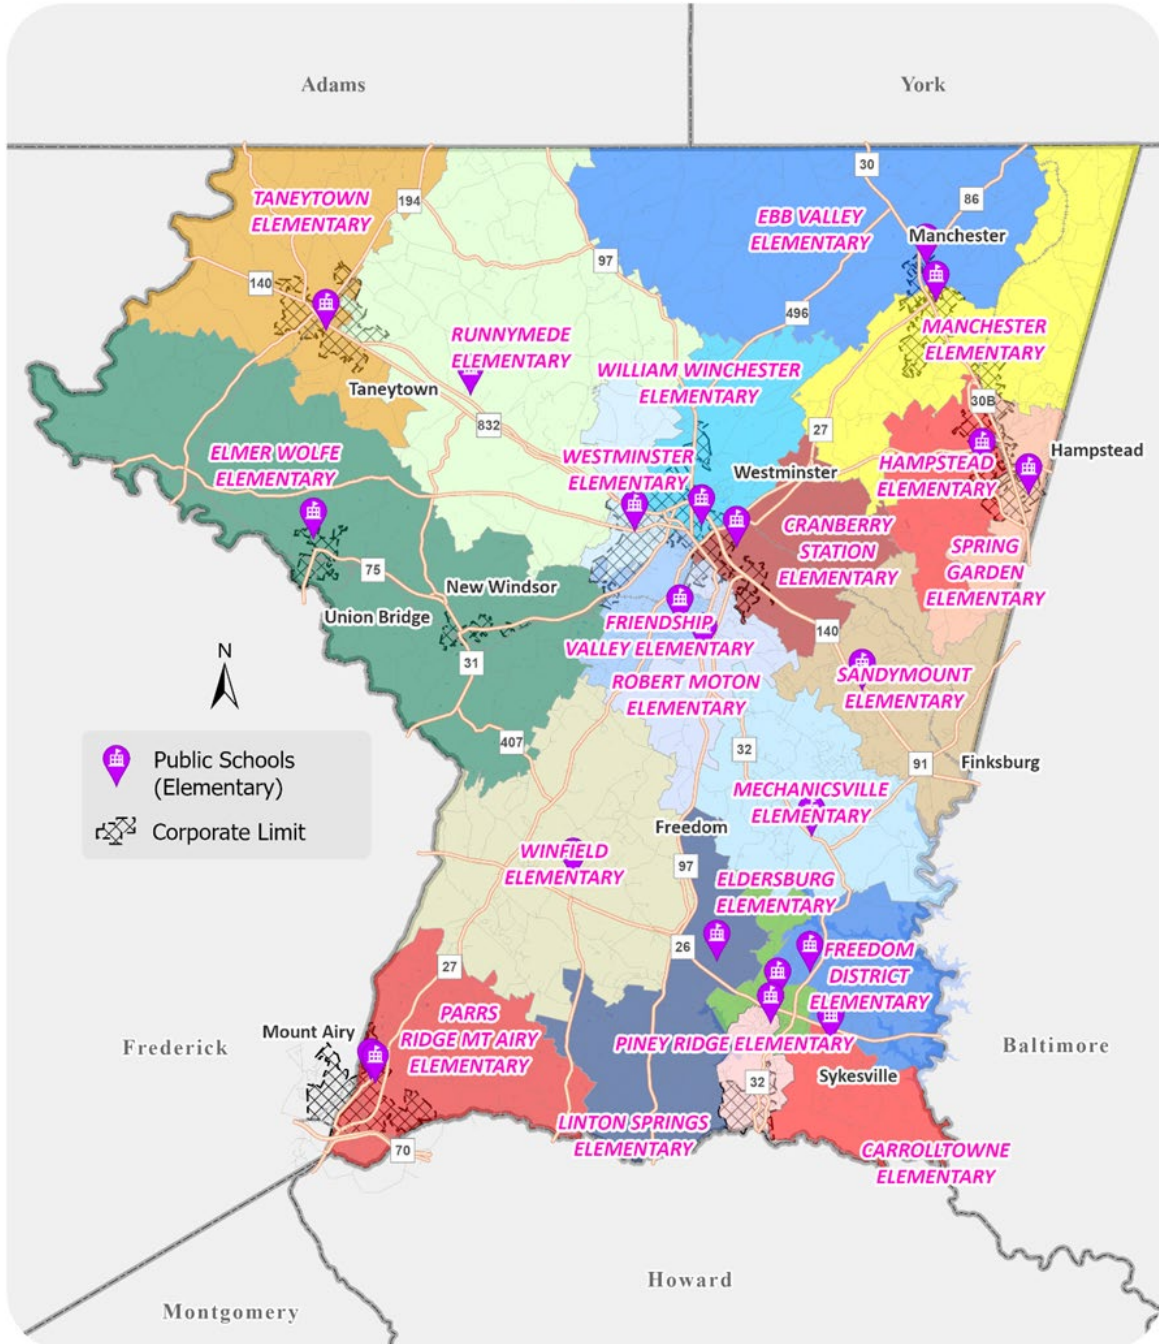 Adams
York
30
86
194
TANEYTOWN
ELEMENTARY
EBB VALLEY
ELEMENTARY
Manchester
97
140
496
RUNNYMEDE
ELEMENTARY
MANCHESTER
ELEMENTARY
WILLIAM WINCHESTER
ELEMENTARY
Taneytown
30B
832
27
ELMER WOLFE
ELEMENTARY
WESTMINSTER
ELEMENTARY
Westminster
HAMPSTEAD
ELEMENTARY
Hampstead
CRANBERRY
STATION
ELEMENTARY
SPRING
GARDEN
ELEMENTARY
75
New Windsor
Union Bridge
FRIENDSHIP
VALLEY ELEMENTARY
140
31
ROBERT MOTON
ELEMENTARY
SANDYMOUNT
ELEMENTARY
N
407
32
91
Finksburg
Public Schools
(Elementary)
Corporate Limit
MECHANICSVILLE
ELEMENTARY
Freedom
WINFIELD
ELEMENTARY
97
ELDERSBURG
ELEMENTARY
26
27
FREEDOM
DISTRICT
ELEMENTARY
PARRS
RIDGE MT AIRY
ELEMENTARY
Mount Airy
Frederick
PINEY RIDGE ELEMENTARY
Baltimore
32
Sykesville
LINTON SPRINGS
ELEMENTARY
70
CARROLLTOWNE
ELEMENTARY
Howard
Montgomery